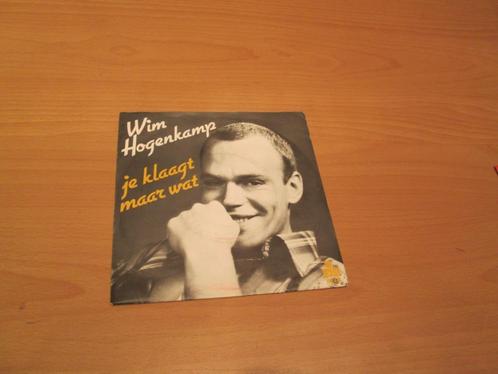 Wim
Hogenkamp
je klaagt
maar wat